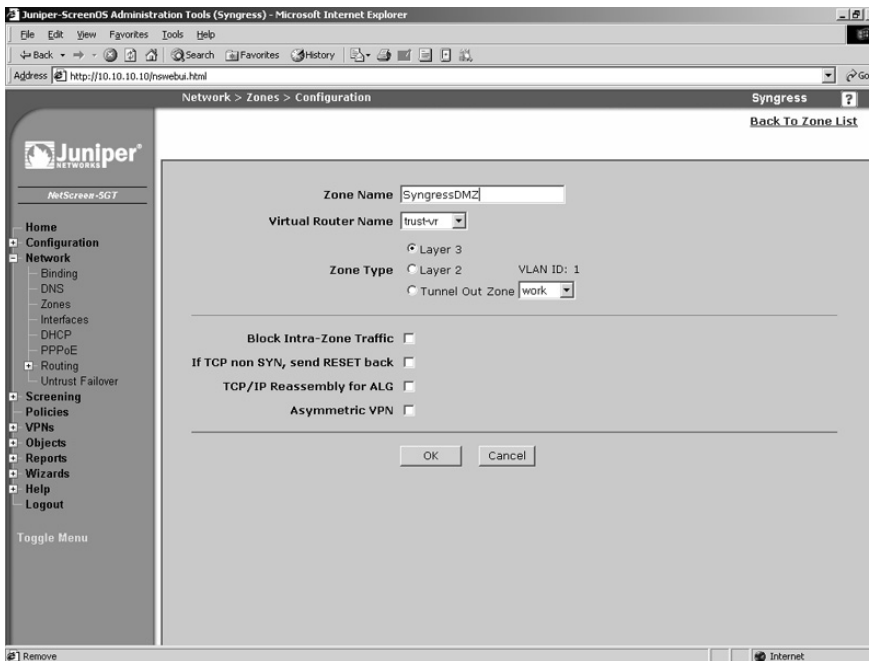 Juniper-ScreenOS Administration Tools (Syngress) - Microsoft Internet Explorer
File Edit View Favorites Tools Help
Back Search Favorites History
Address http://10.10.10.10/nswebui.html Go
Network > Zones > Configuration Syngress ?
Back To Zone List
Juniper
NETWORKS
NetScreen-5GT
Home
Configuration
Network
Binding
DNS
Zones
Interfaces
DHCP
PPPoE
Routing
Untrust Failover
Screening
Policies
VPNs
Objects
Reports
Wizards
Help
Logout
Toggle Menu
Zone Name SyngressDMZ
Virtual Router Name trust-vr
Zone Type
Layer 3
Layer 2 VLAN ID: 1
Tunnel Out Zone work
Block Intra-Zone Traffic
If TCP non SYN, send RESET back
TCP/IP Reassembly for ALG
Asymmetric VPN
OK Cancel
Remove Internet